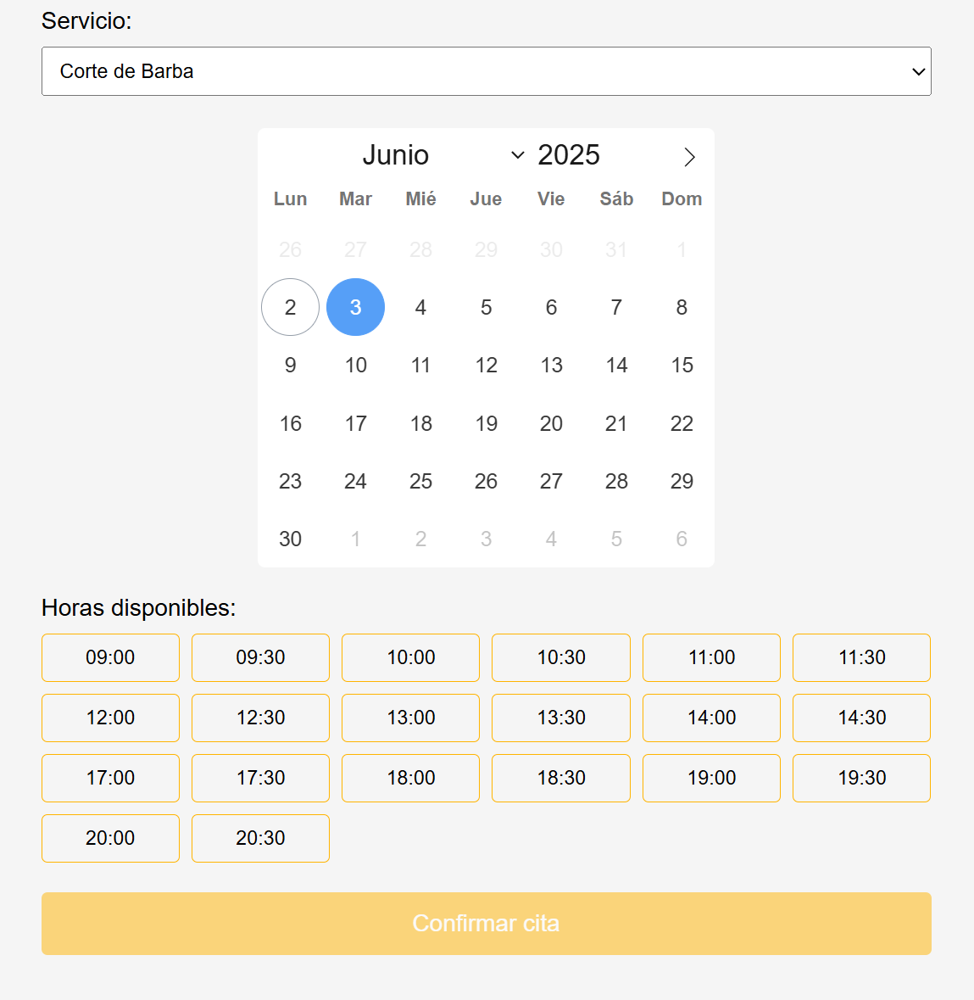 Servicio:
Corte de Barba
Junio 2025
Lun Mar Mié Jue Vie Sáb Dom
26 27 28 29 30 31 1
2 3 4 5 6 7 8
9 10 11 12 13 14 15
16 17 18 19 20 21 22
23 24 25 26 27 28 29
30 1 2 3 4 5 6
Horas disponibles:
09:00 09:30 10:00 10:30 11:00 11:30
12:00 12:30 13:00 13:30 14:00 14:30
17:00 17:30 18:00 18:30 19:00 19:30
20:00 20:30
Confirmar cita